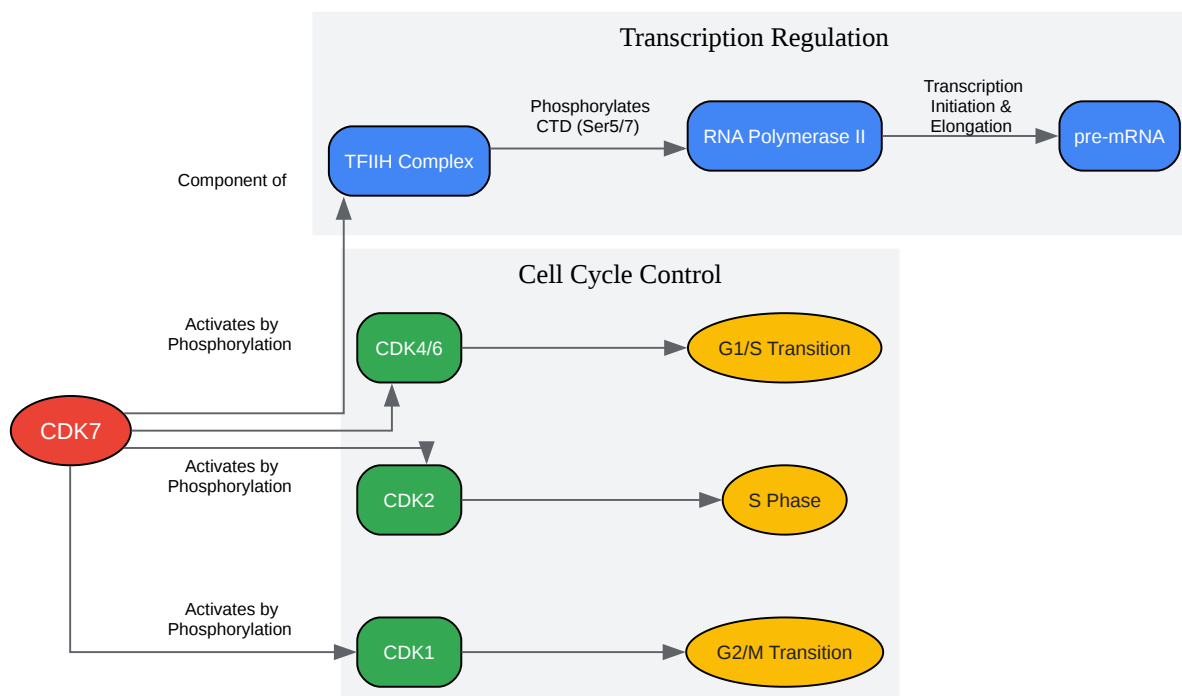 Transcription Regulation
Phosphorylates
CTD (Ser5/7)
Transcription
Initiation &
Elongation
TFIIH Complex
RNA Polymerase II
pre-mRNA
Component of
Cell Cycle Control
Activates by
Phosphorylation
CDK4/6
G1/S Transition
CDK7
Activates by
Phosphorylation
CDK2
S Phase
Activates by
Phosphorylation
CDK1
G2/M Transition